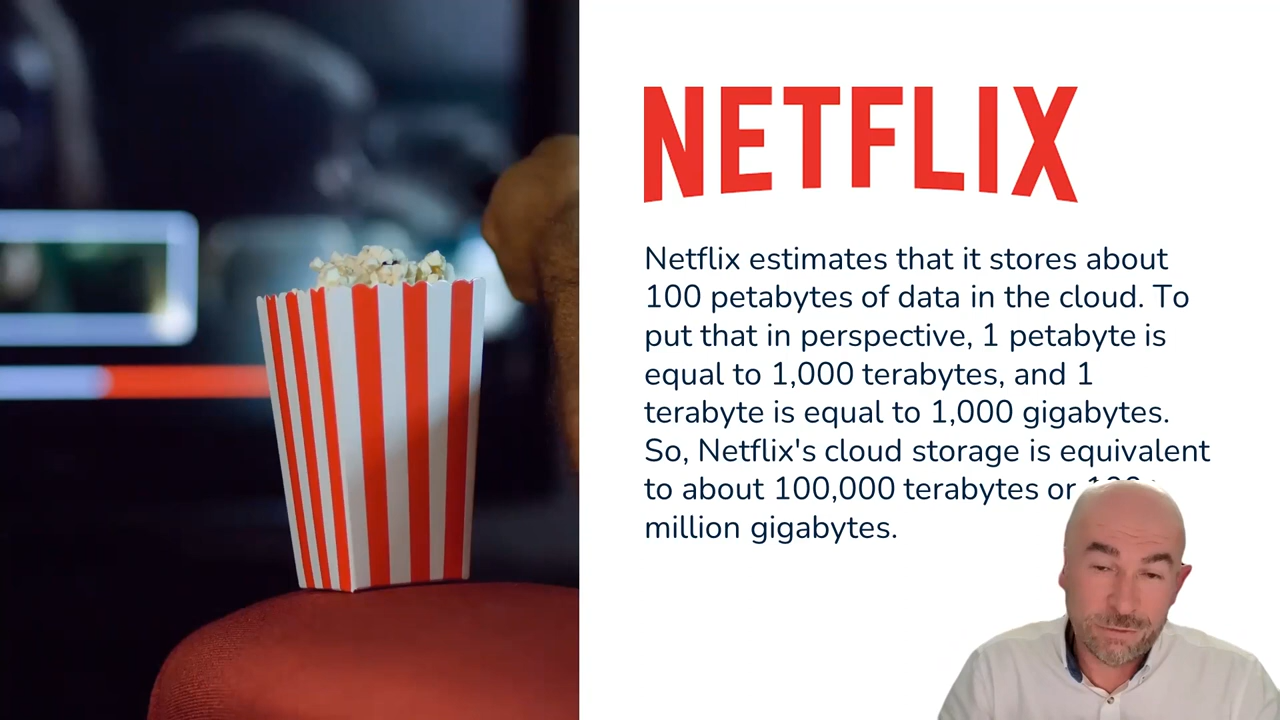 NETFLIX
Netflix estimates that it stores about
100 petabytes of data in the cloud. To
put that in perspective, 1 petabyte is
equal to 1,000 terabytes, and 1
terabyte is equal to 1,000 gigabytes.
So, Netflix's cloud storage is equivalent
to about 100,000 terabytes or 100
million gigabytes.